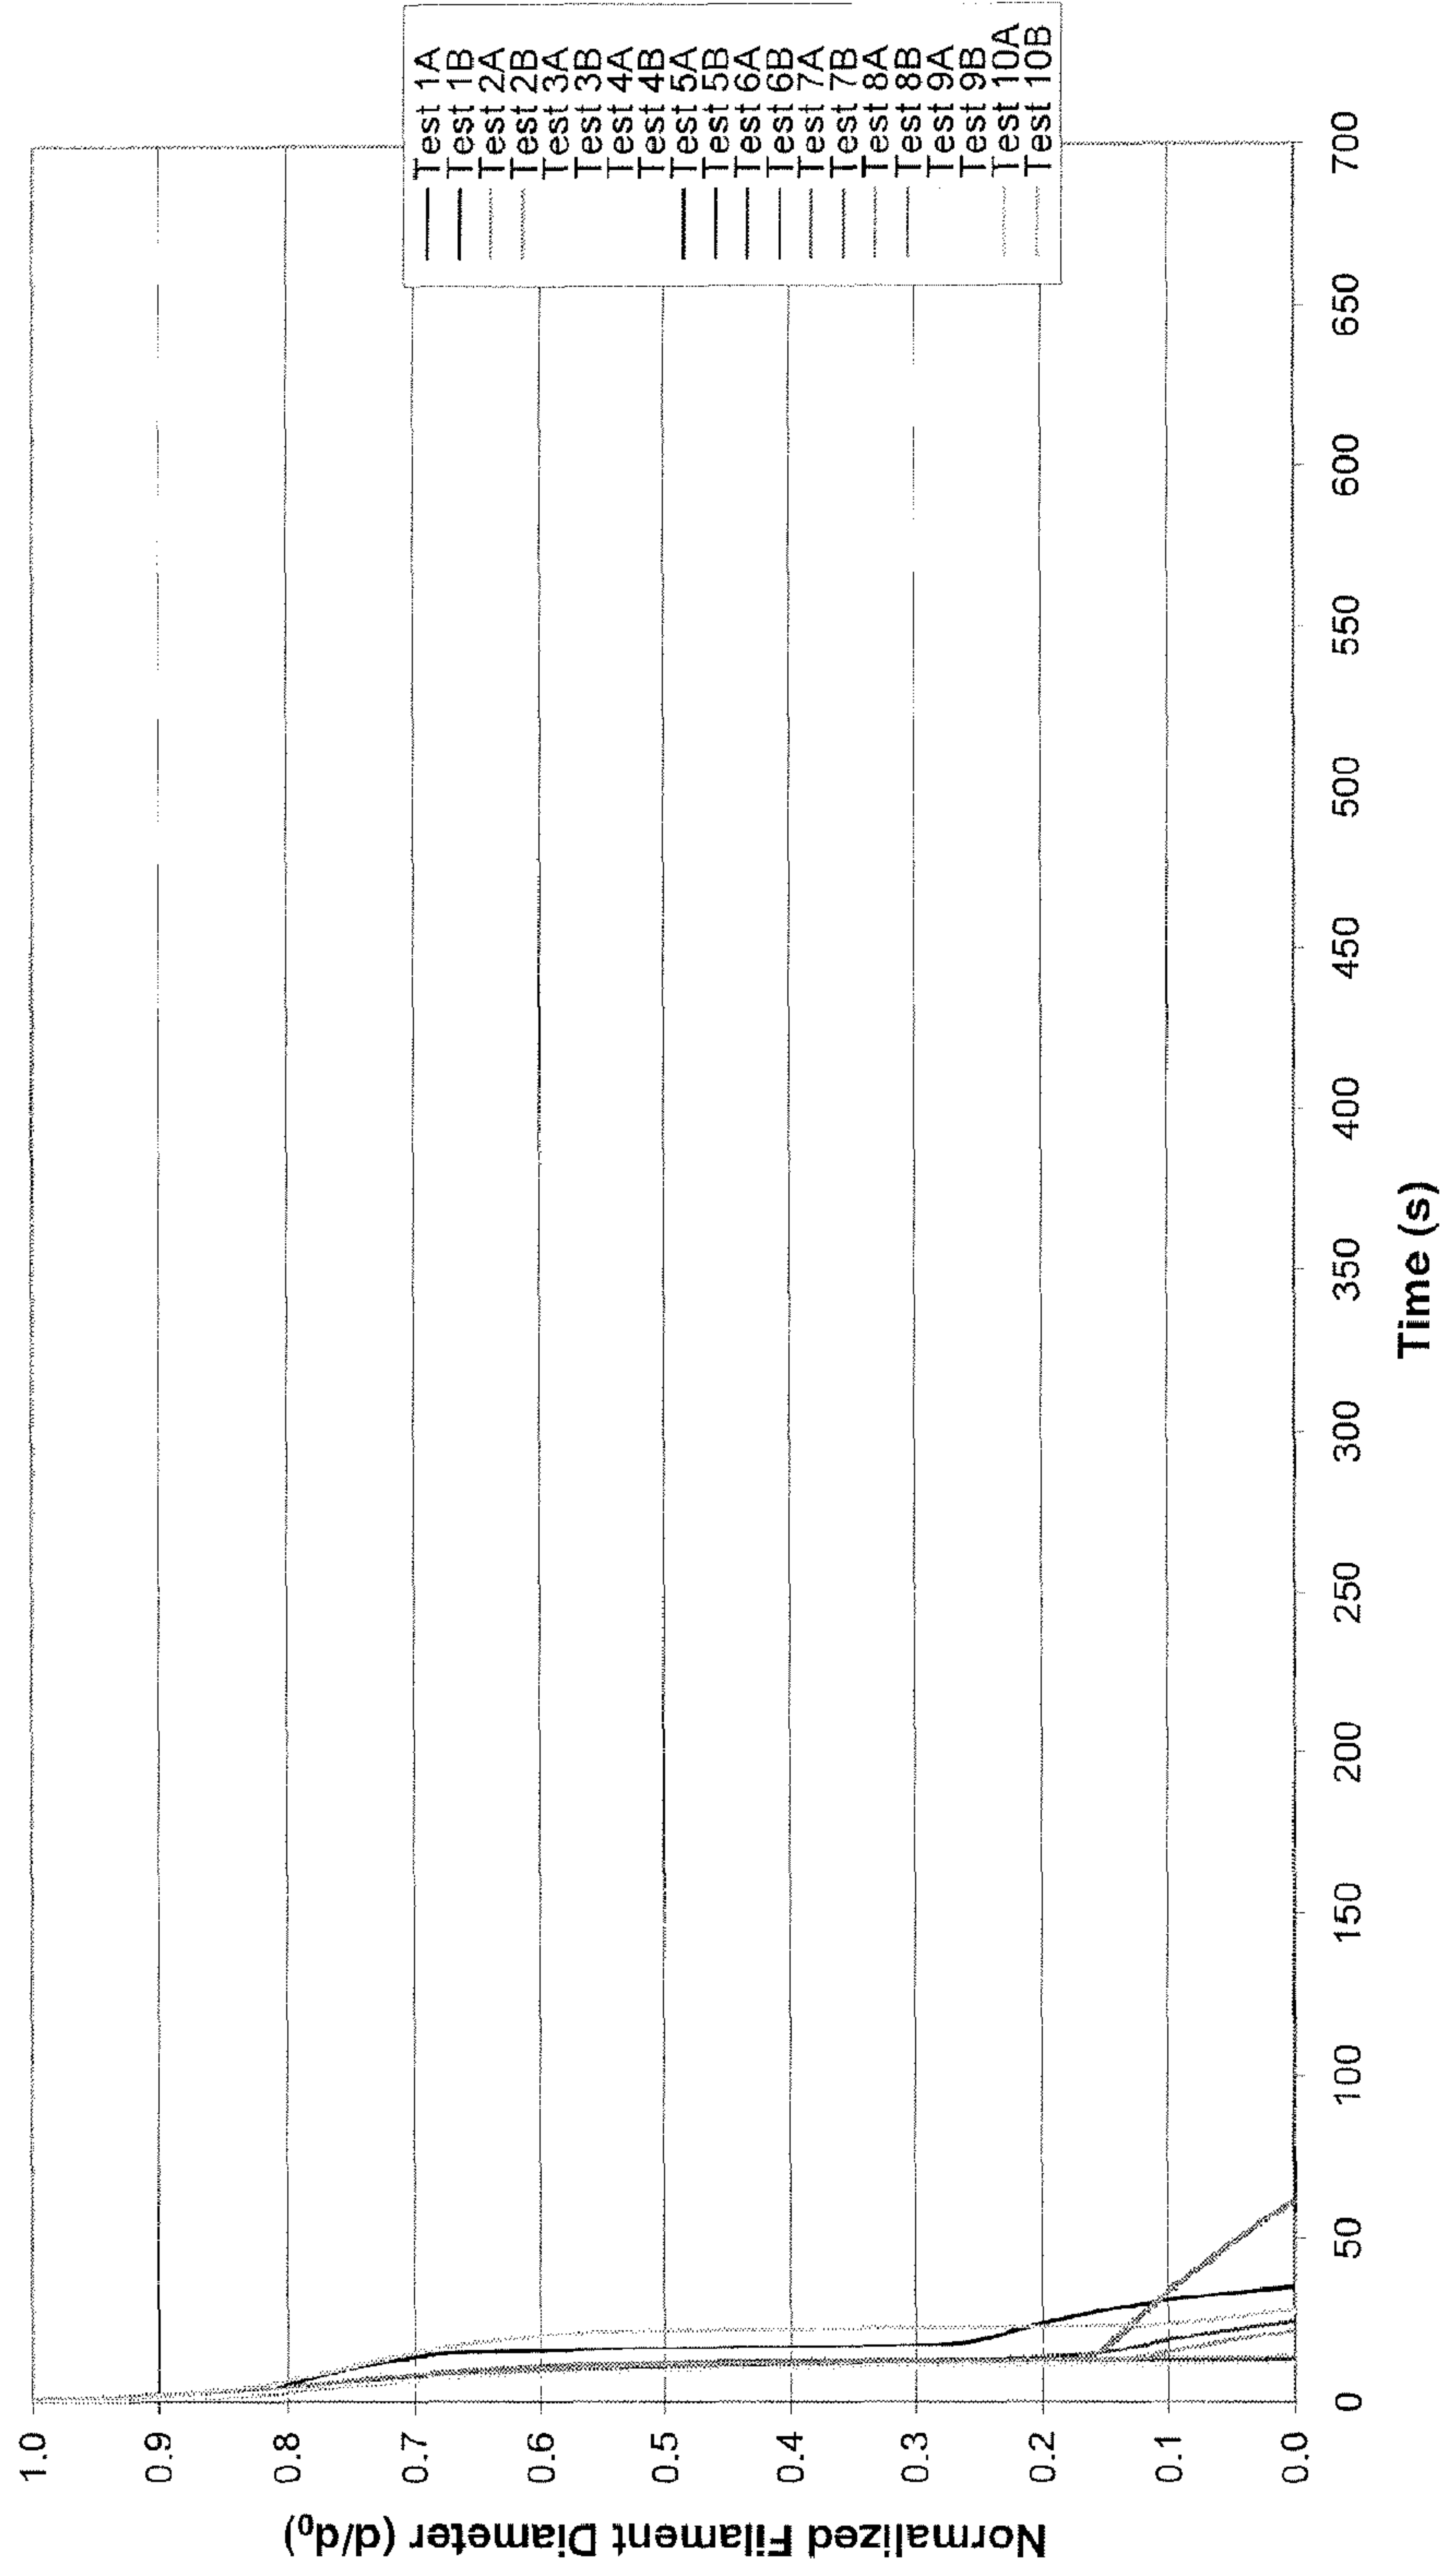 Normalized Filament Diameter (d/d₀)
1.0
0.9
0.8
0.7
0.6
0.5
0.4
0.3
0.2
0.1
0.0
0
50
100
150
200
250
300
350
400
450
500
550
600
650
700
Time (s)
Test 1A
Test 1B
Test 2A
Test 2B
Test 3A
Test 3B
Test 4A
Test 4B
Test 5A
Test 5B
Test 6A
Test 6B
Test 7A
Test 7B
Test 8A
Test 8B
Test 9A
Test 9B
Test 10A
Test 10B